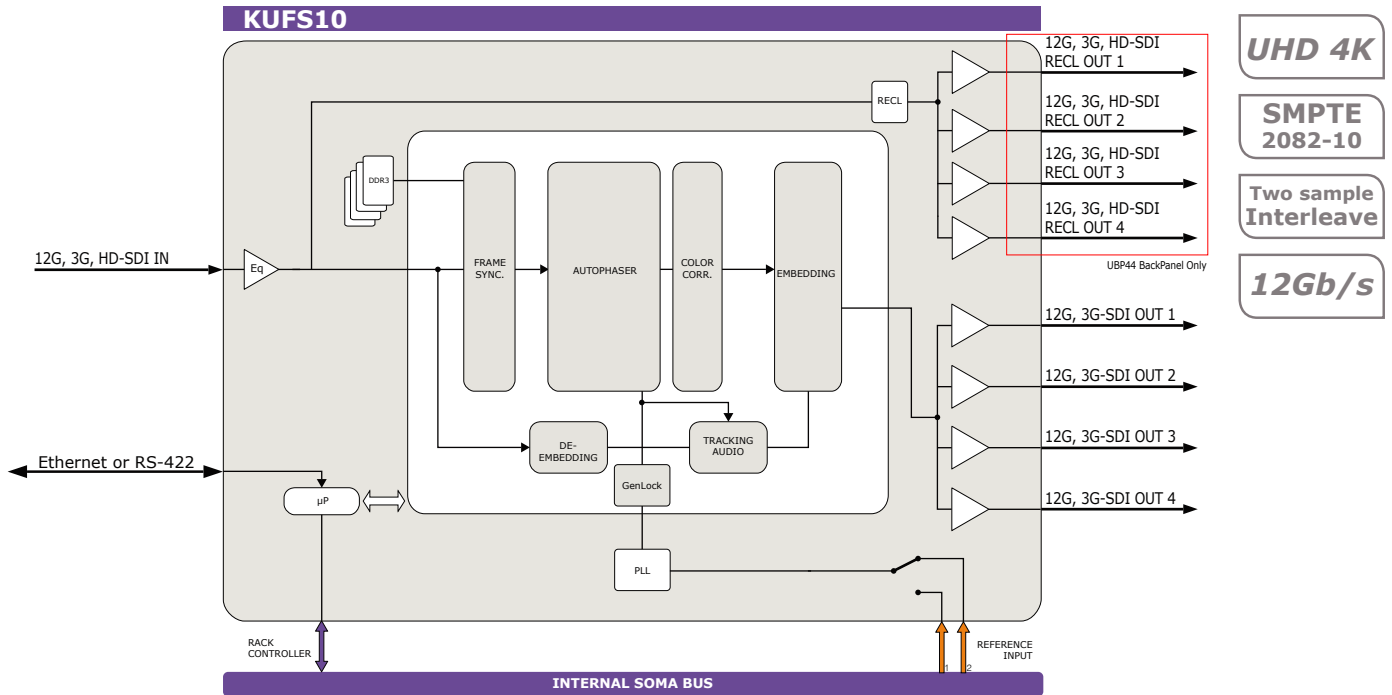 KUFS10
12G, 3G, HD-SDI
RECL OUT 1
12G, 3G, HD-SDI
RECL OUT 2
12G, 3G, HD-SDI
RECL OUT 3
12G, 3G, HD-SDI
RECL OUT 4
UBP44 BackPanel Only
UHD 4K
SMPTE
2082-10
Two sample
Interleave
12Gb/s
RECL
DDR3
12G, 3G, HD-SDI IN
Eq
FRAME
SYNC.
AUTOPHASER
COLOR
CORR.
EMBEDDING
12G, 3G-SDI OUT 1
12G, 3G-SDI OUT 2
12G, 3G-SDI OUT 3
12G, 3G-SDI OUT 4
DE-
EMBEDDING
TRACKING
AUDIO
GenLock
Ethernet or RS-422
µP
PLL
RACK
CONTROLLER
REFERENCE
INPUT
1
2
INTERNAL SOMA BUS